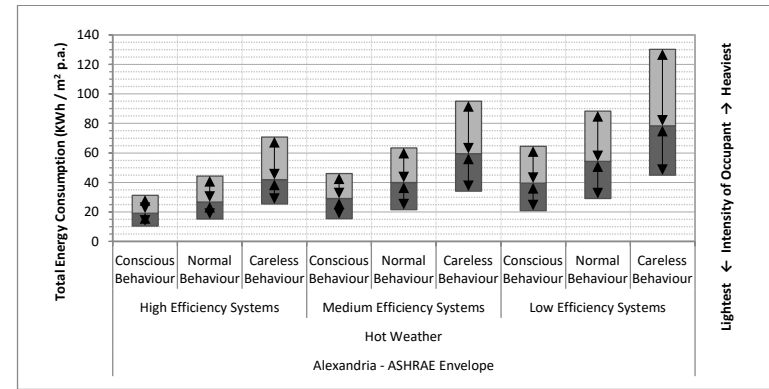 Total Energy Consumption (KWh / m² p.a.)
140
120
100
80
60
40
20
0
Conscious Behaviour
Normal Behaviour
Careless Behaviour
Conscious Behaviour
Normal Behaviour
Careless Behaviour
Conscious Behaviour
Normal Behaviour
Careless Behaviour
High Efficiency Systems
Medium Efficiency Systems
Low Efficiency Systems
Hot Weather
Alexandria - ASHRAE Envelope
Lightest ← Intensity of Occupant → Heaviest